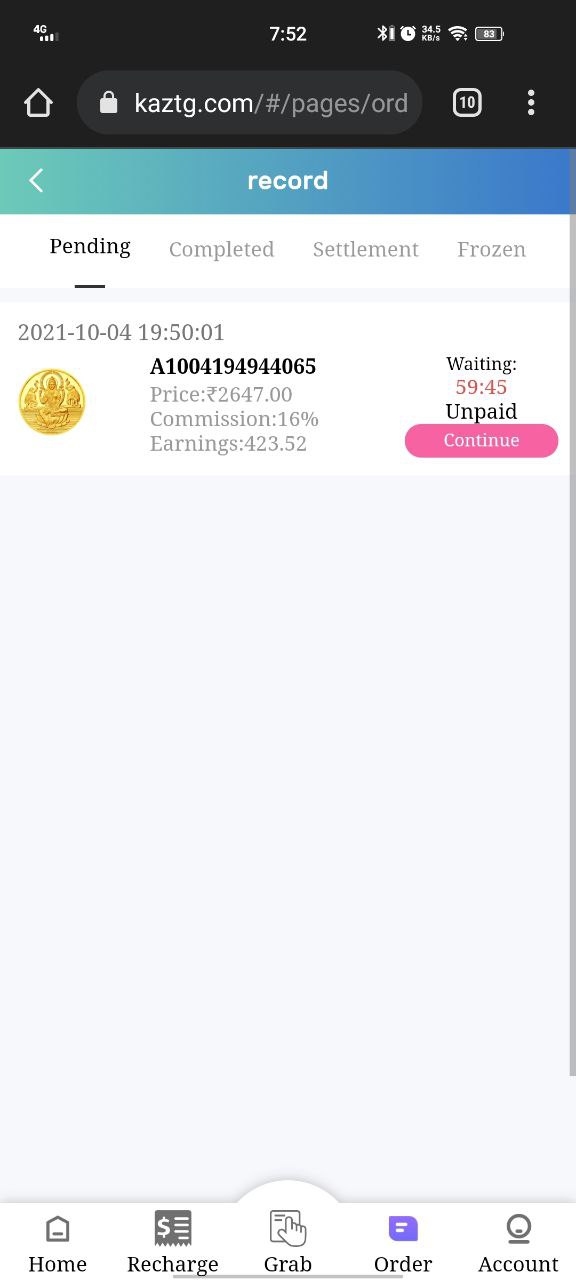 4G
7:52
34.5
KB/s
83
kaztg.com/#/pages/ord
10
record
Pending Completed Settlement Frozen
2021-10-04 19:50:01
A1004194944065
Price:₹2647.00
Commission:16%
Earnings:423.52
Waiting:
59:45
Unpaid
Continue
Home Recharge Grab Order Account